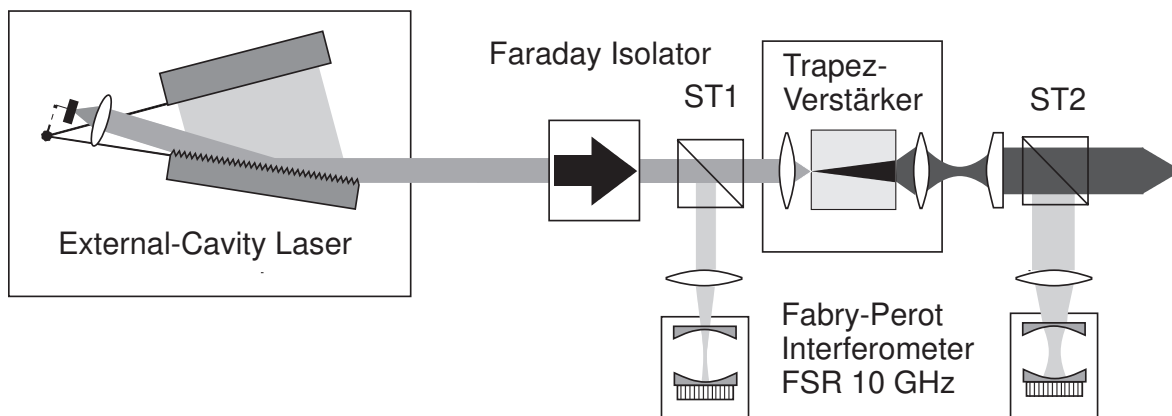 External-Cavity Laser
Faraday Isolator
ST1
Trapez-
Verstärker
ST2
Fabry-Perot
Interferometer
FSR 10 GHz